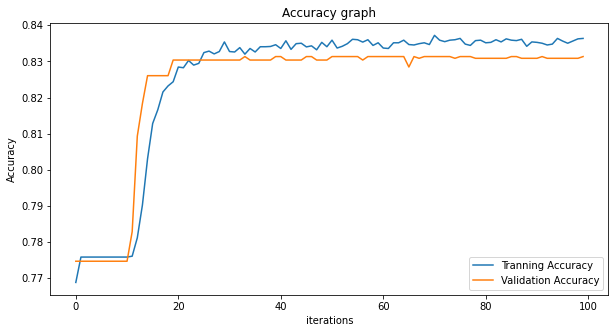 Accuracy graph
0.84
0.83
0.82
0.81
0.80
0.79
0.78
0.77
Accuracy
0
20
40
60
80
100
iterations
Tranning Accuracy
Validation Accuracy